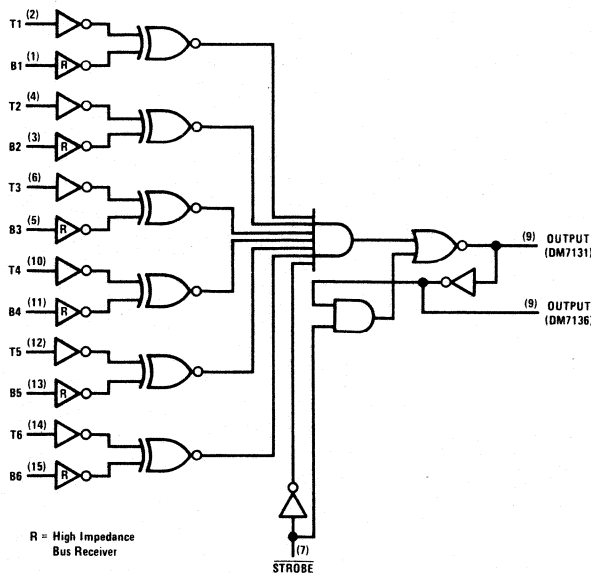 T1 (2)
B1 (1) R
T2 (4)
B2 (3) R
T3 (6)
B3 (5) R
T4 (10)
B4 (11) R
T5 (12)
B5 (13) R
T6 (14)
B6 (15) R
(9) OUTPUT
(DM7131)
(9) OUTPUT
(DM7136)
R = High Impedance
Bus Receiver
(7)
STROBE